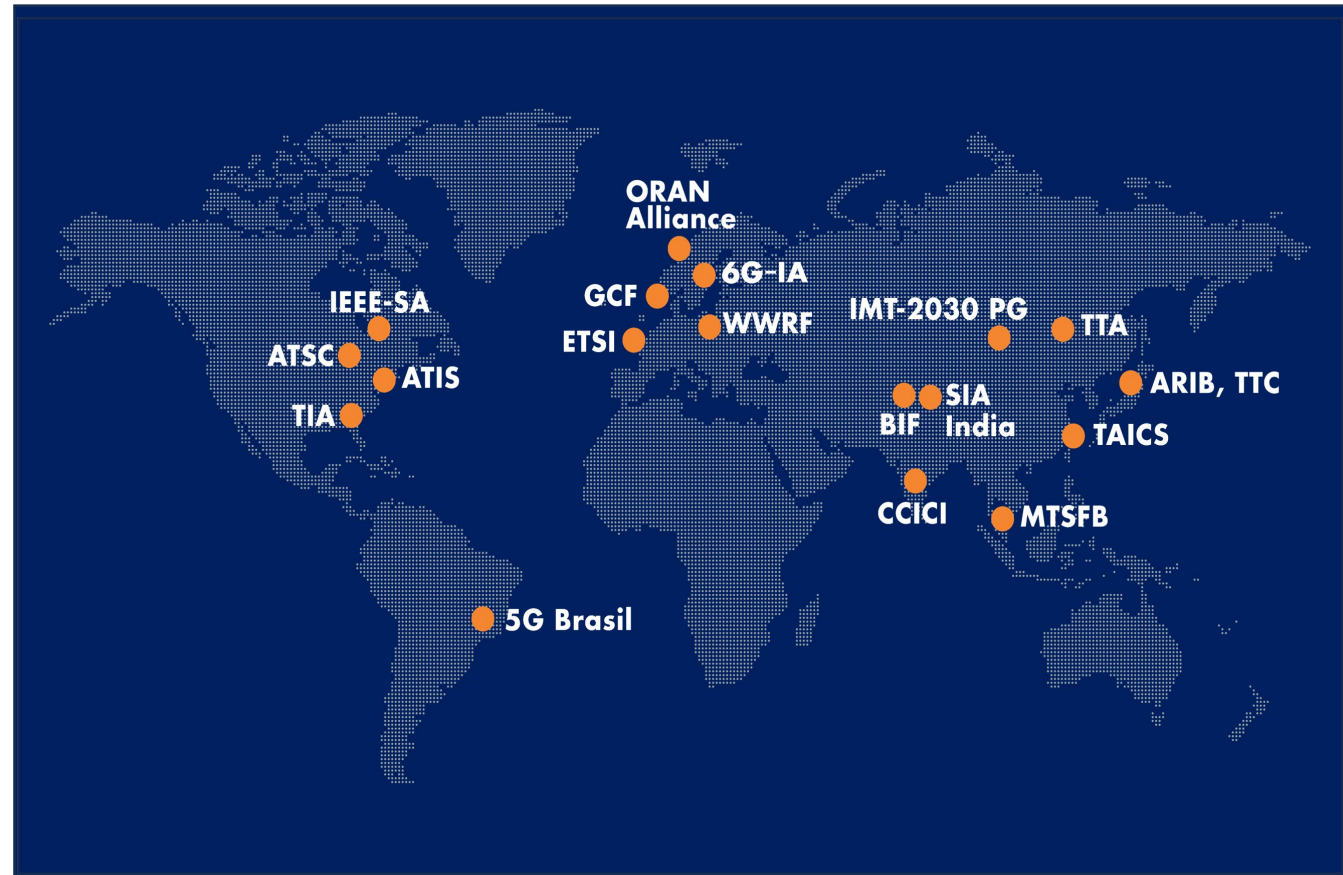 ORAN
Alliance
6G-IA
GCF
IEEE-SA
IMT-2030 PG
WWRF
TTA
ETSI
ATSC
ATIS
ARIB, TTC
SIA
India
BIF
TIA
TAICS
CCICI
MTSFB
5G Brasil